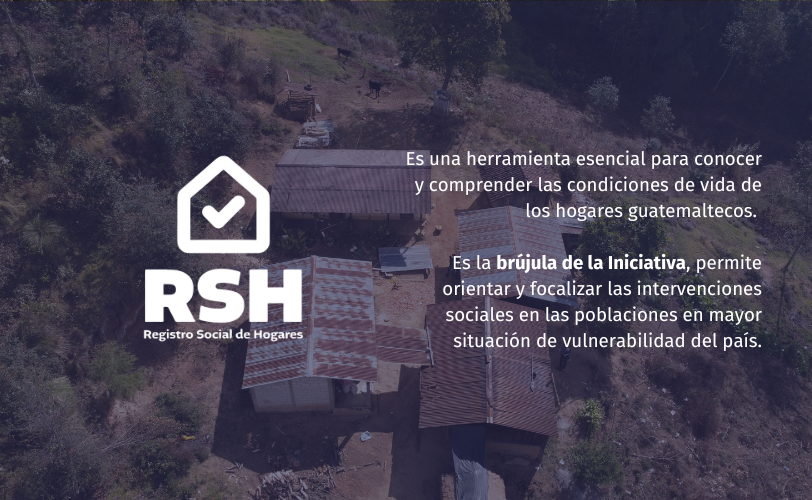 RSH
Registro Social de Hogares
Es una herramienta esencial para conocer
y comprender las condiciones de vida de
los hogares guatemaltecos.
Es la brújula de la Iniciativa, permite
orientar y focalizar las intervenciones
sociales en las poblaciones en mayor
situación de vulnerabilidad del país.